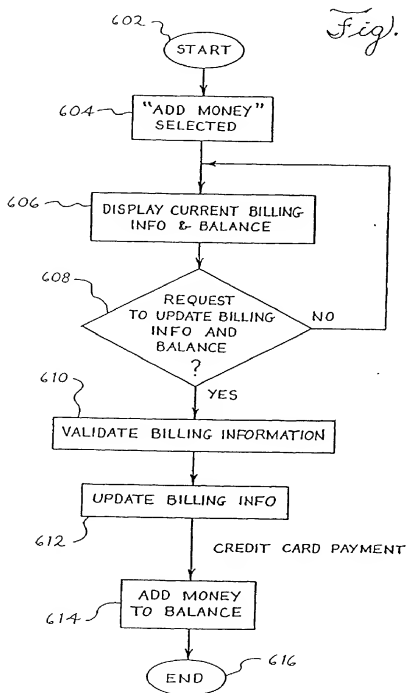 602
START
Fig.
604
"ADD MONEY"
SELECTED
606
DISPLAY CURRENT BILLING
INFO & BALANCE
608
REQUEST
TO UPDATE BILLING
INFO AND
BALANCE
?
NO
YES
610
VALIDATE BILLING INFORMATION
UPDATE BILLING INFO
612
CREDIT CARD PAYMENT
ADD MONEY
TO BALANCE
614
END
616